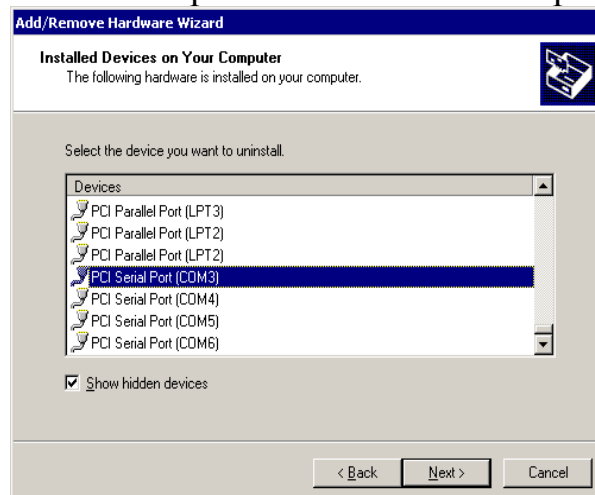 Add/Remove Hardware Wizard
Installed Devices on Your Computer
The following hardware is installed on your computer.
Select the device you want to uninstall.
Devices
PCI Parallel Port (LPT3)
PCI Parallel Port (LPT2)
PCI Parallel Port (LPT2)
PCI Serial Port (COM3)
PCI Serial Port (COM4)
PCI Serial Port (COM5)
PCI Serial Port (COM6)
Show hidden devices
< Back Next > Cancel